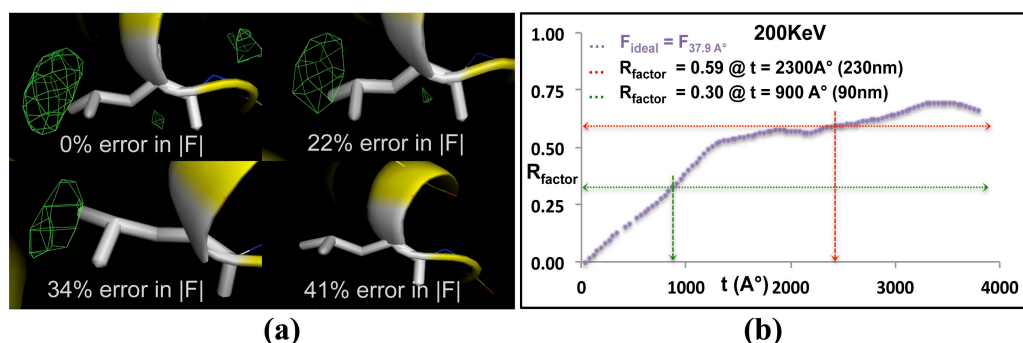 0% error in |F|
22% error in |F|
34% error in |F|
41% error in |F|
(a)
200KeV
F_ideal = F_37.9 A°
R_factor = 0.59 @ t = 2300A° (230nm)
R_factor = 0.30 @ t = 900 A° (90nm)
1.00
0.75
0.50
R_factor
0.25
0.00
0
1000
t (A°)
2000
3000
4000
(b)